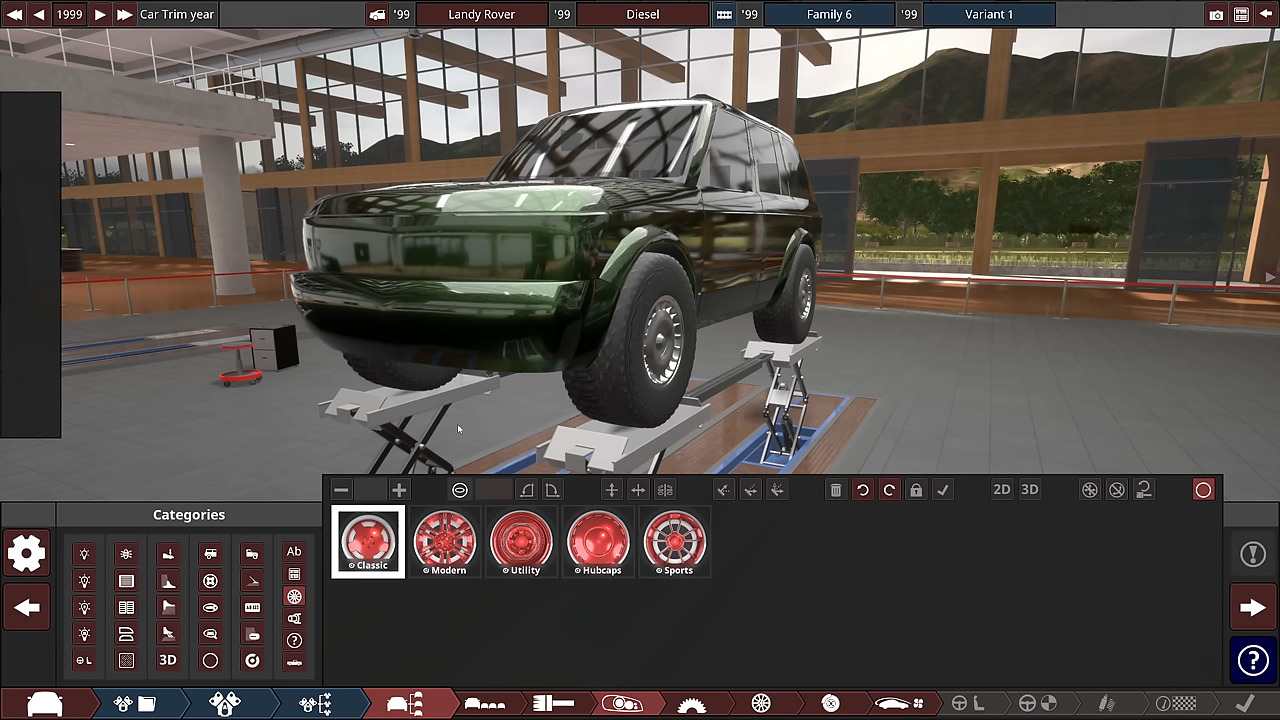 1999 Car Trim year '99 Landy Rover '99 Diesel '99 Family 6 '99 Variant 1
2D 3D
Categories
Classic Modern Utility Hubcaps Sports
Ab
3D
L
?
?